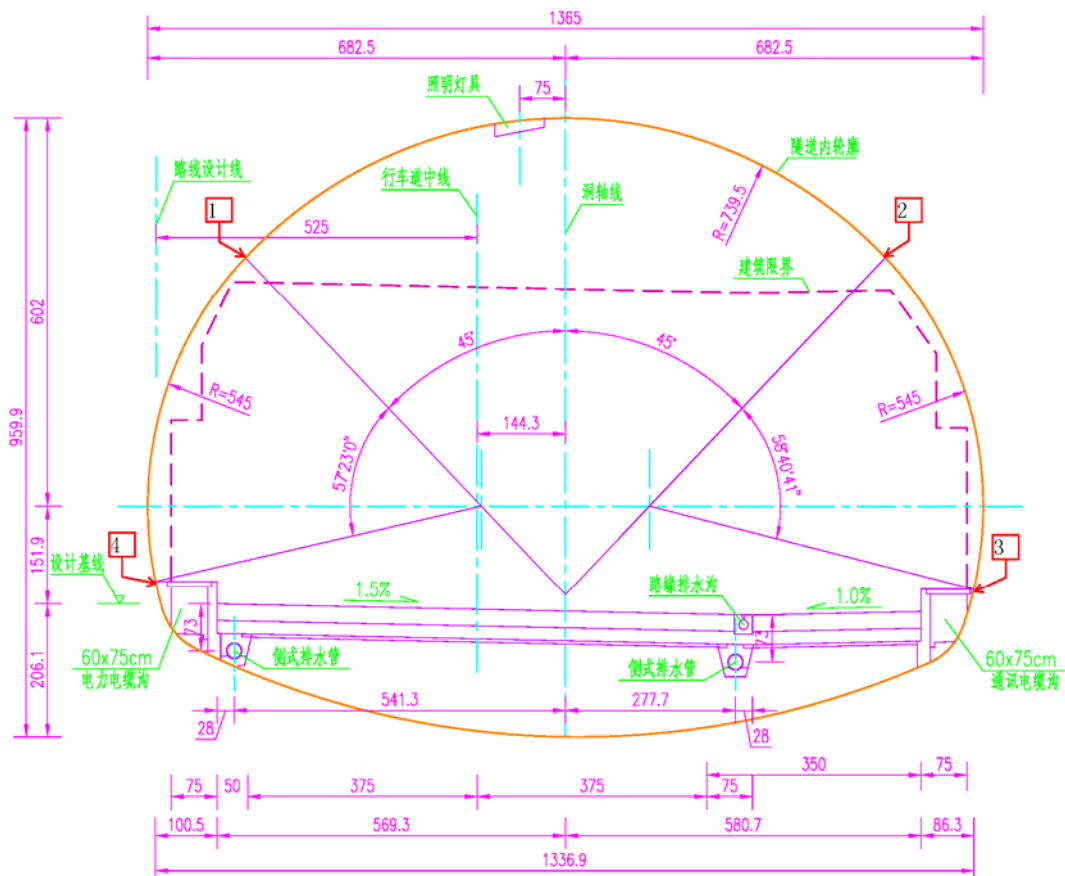 1365
682.5
682.5
照明灯具
75
路线设计线
1
行车道中线
洞轴线
隧道内轮廓
2
525
R=739.5
建筑限界
602
45°
45°
R=545
R=545
959.9
144.3
57°23'0"
58°40'41"
4
3
151.9
设计基线
1.5%
路缘排水沟
1.0%
73
73
206.1
60x75cm
电力电缆沟
侧式排水管
侧式排水管
60x75cm
通讯电缆沟
541.3
277.7
28
28
350
75
50
375
375
75
75
100.5
569.3
580.7
86.3
1336.9